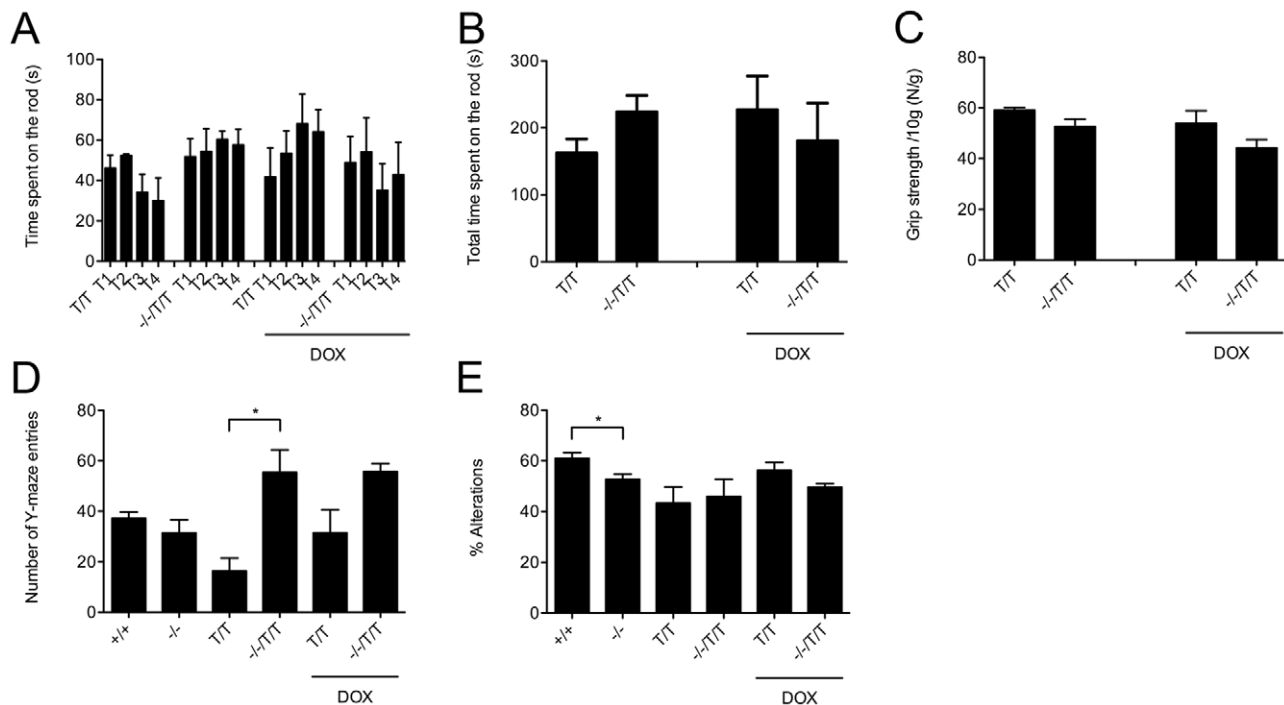 A
Time spent on the rod (s)
100
80
60
40
20
0
T/T T1 T2 T3 T4 -/-/T/T T1 T2 T3 T4 T/T T1 T2 T3 T4 -/-/T/T T1 T2 T3 T4
DOX
B
Total time spent on the rod (s)
300
200
100
0
T/T -/-/T/T T/T -/-/T/T
DOX
C
Grip strength /10g (N/g)
80
60
40
20
0
T/T -/-/T/T T/T -/-/T/T
DOX
D
Number of Y-maze entries
80
60
40
20
0
*
+/+ -/- T/T -/-/T/T T/T -/-/T/T
DOX
E
% Alterations
80
60
40
20
0
*
+/+ -/- T/T -/-/T/T T/T -/-/T/T
DOX